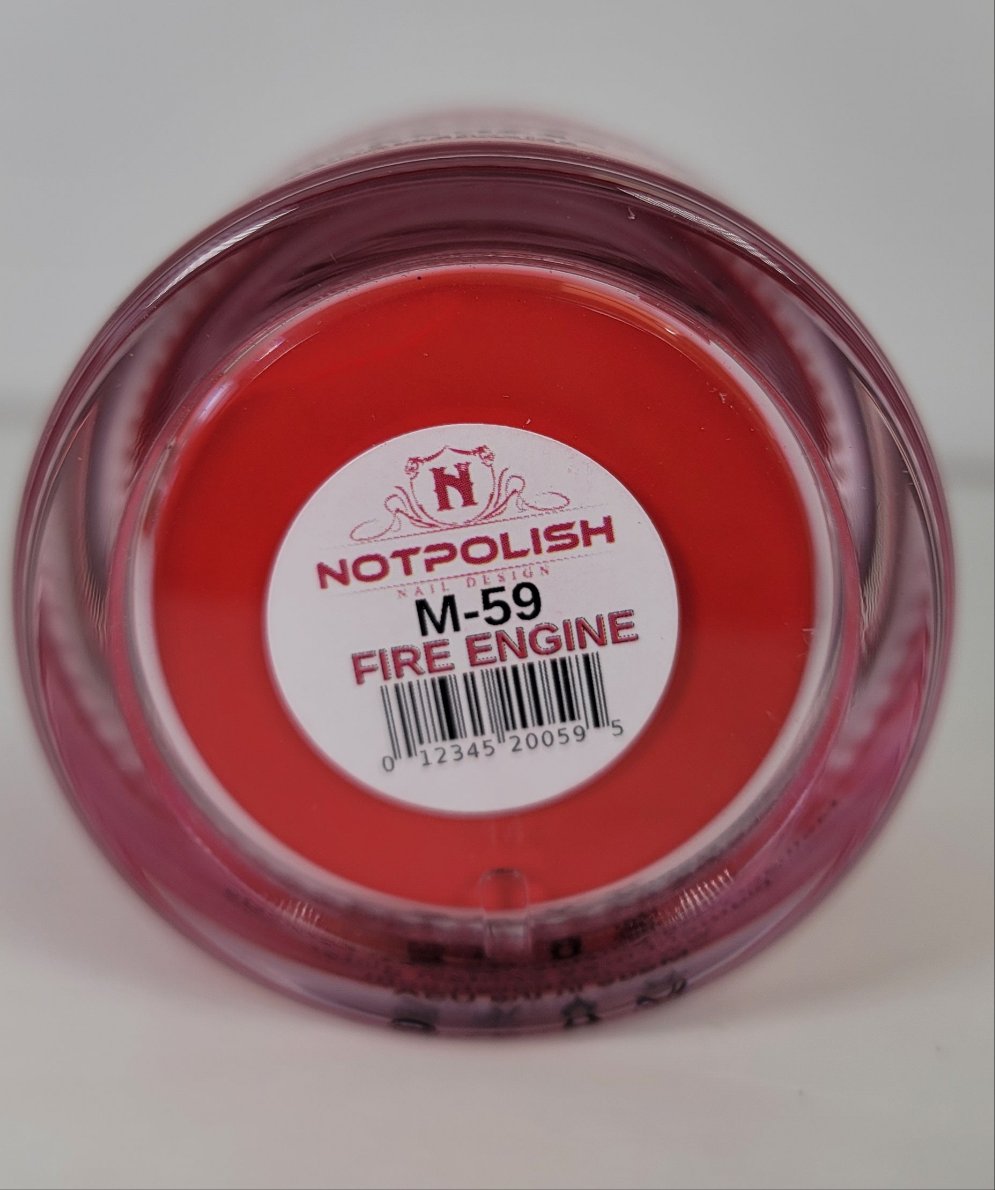 N
NOTPOLISH
NAIL DESIGN
M-59
FIRE ENGINE
0 12345 20059 5